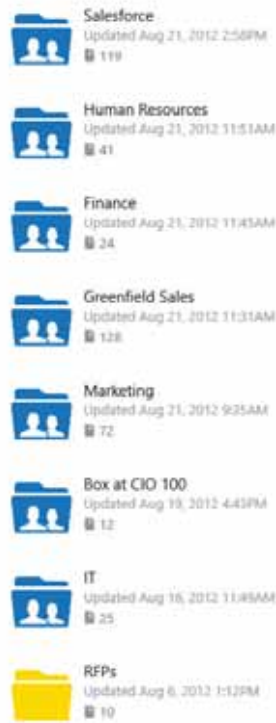 Salesforce
Updated Aug 21, 2012 2:58PM
119
Human Resources
Updated Aug 21, 2012 11:51AM
41
Finance
Updated Aug 21, 2012 11:45AM
24
Greenfield Sales
Updated Aug 21, 2012 11:31AM
128
Marketing
Updated Aug 21, 2012 9:25AM
72
Box at CIO 100
Updated Aug 19, 2012 4:43PM
12
IT
Updated Aug 16, 2012 11:49AM
25
RFPs
Updated Aug 6, 2012 1:12PM
10